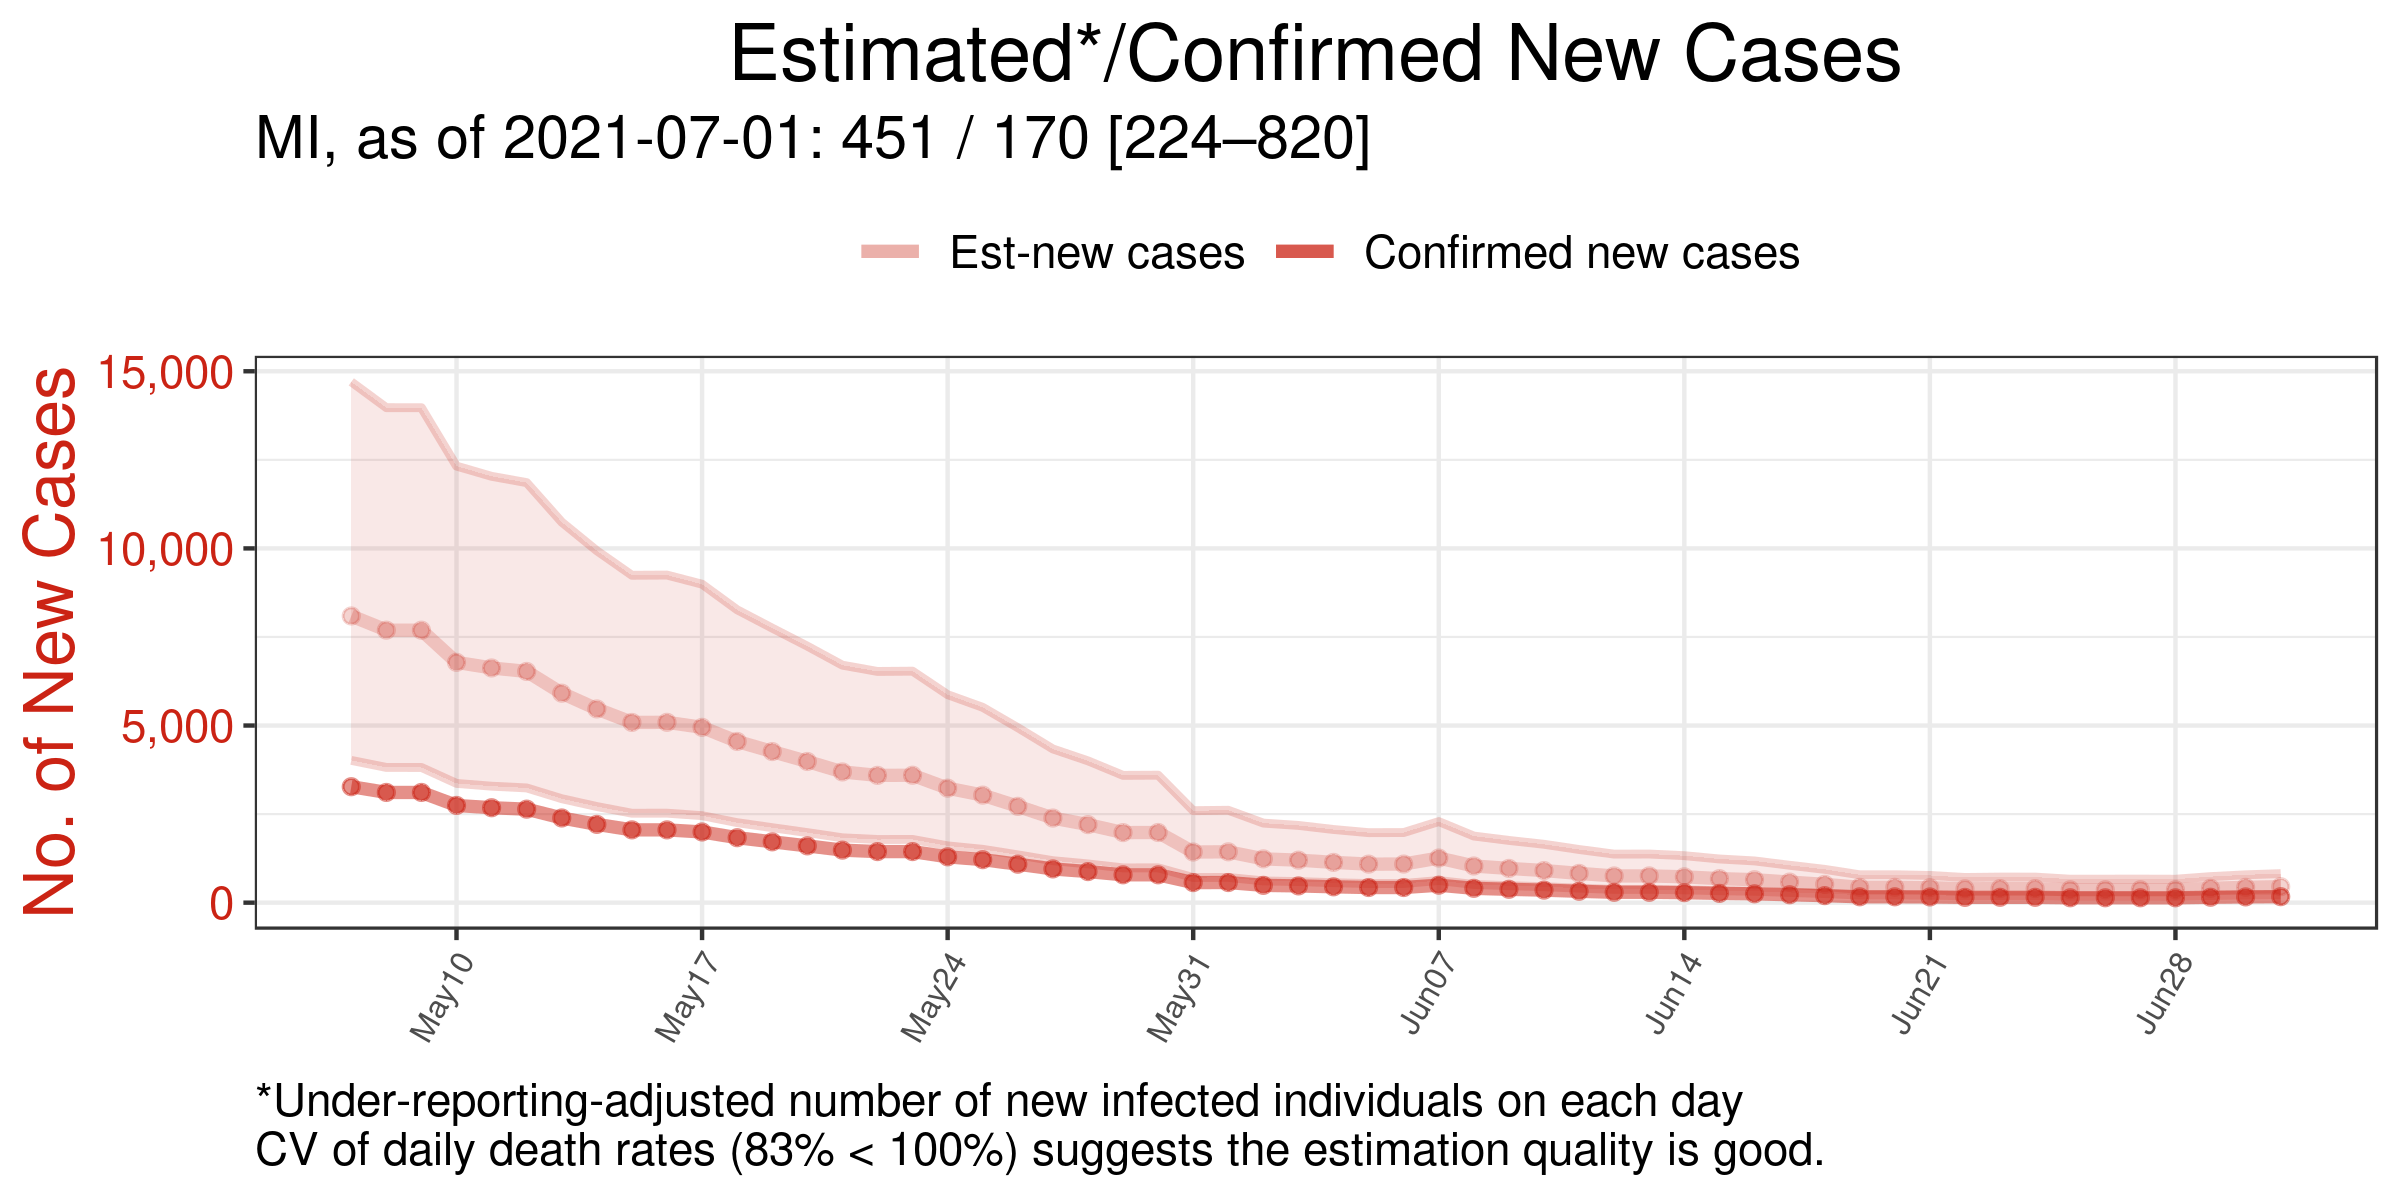 Estimated*/Confirmed New Cases
MI, as of 2021-07-01: 451 / 170 [224–820]
Est-new cases
Confirmed new cases
No. of New Cases
15,000
10,000
5,000
0
May10
May17
May24
May31
Jun07
Jun14
Jun21
Jun28
*Under-reporting-adjusted number of new infected individuals on each day
CV of daily death rates (83% < 100%) suggests the estimation quality is good.